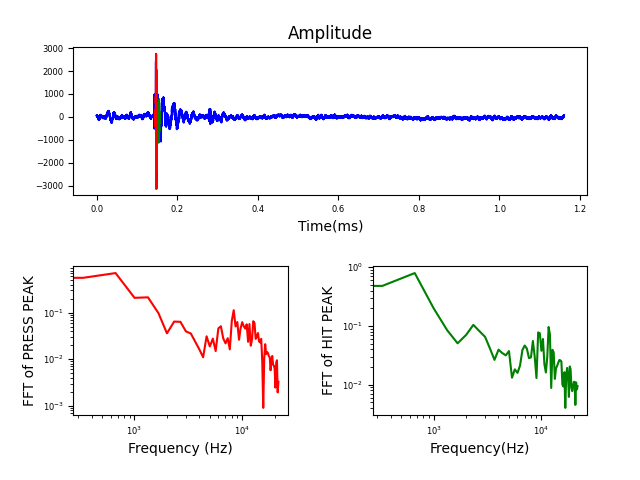 Amplitude
3000
2000
1000
0
−1000
−2000
−3000
0.0 0.2 0.4 0.6 0.8 1.0 1.2
Time(ms)
FFT of PRESS PEAK
10⁻¹
10⁻²
10⁻³
10³ 10⁴
Frequency (Hz)
FFT of HIT PEAK
10⁰
10⁻¹
10⁻²
10³ 10⁴
Frequency(Hz)